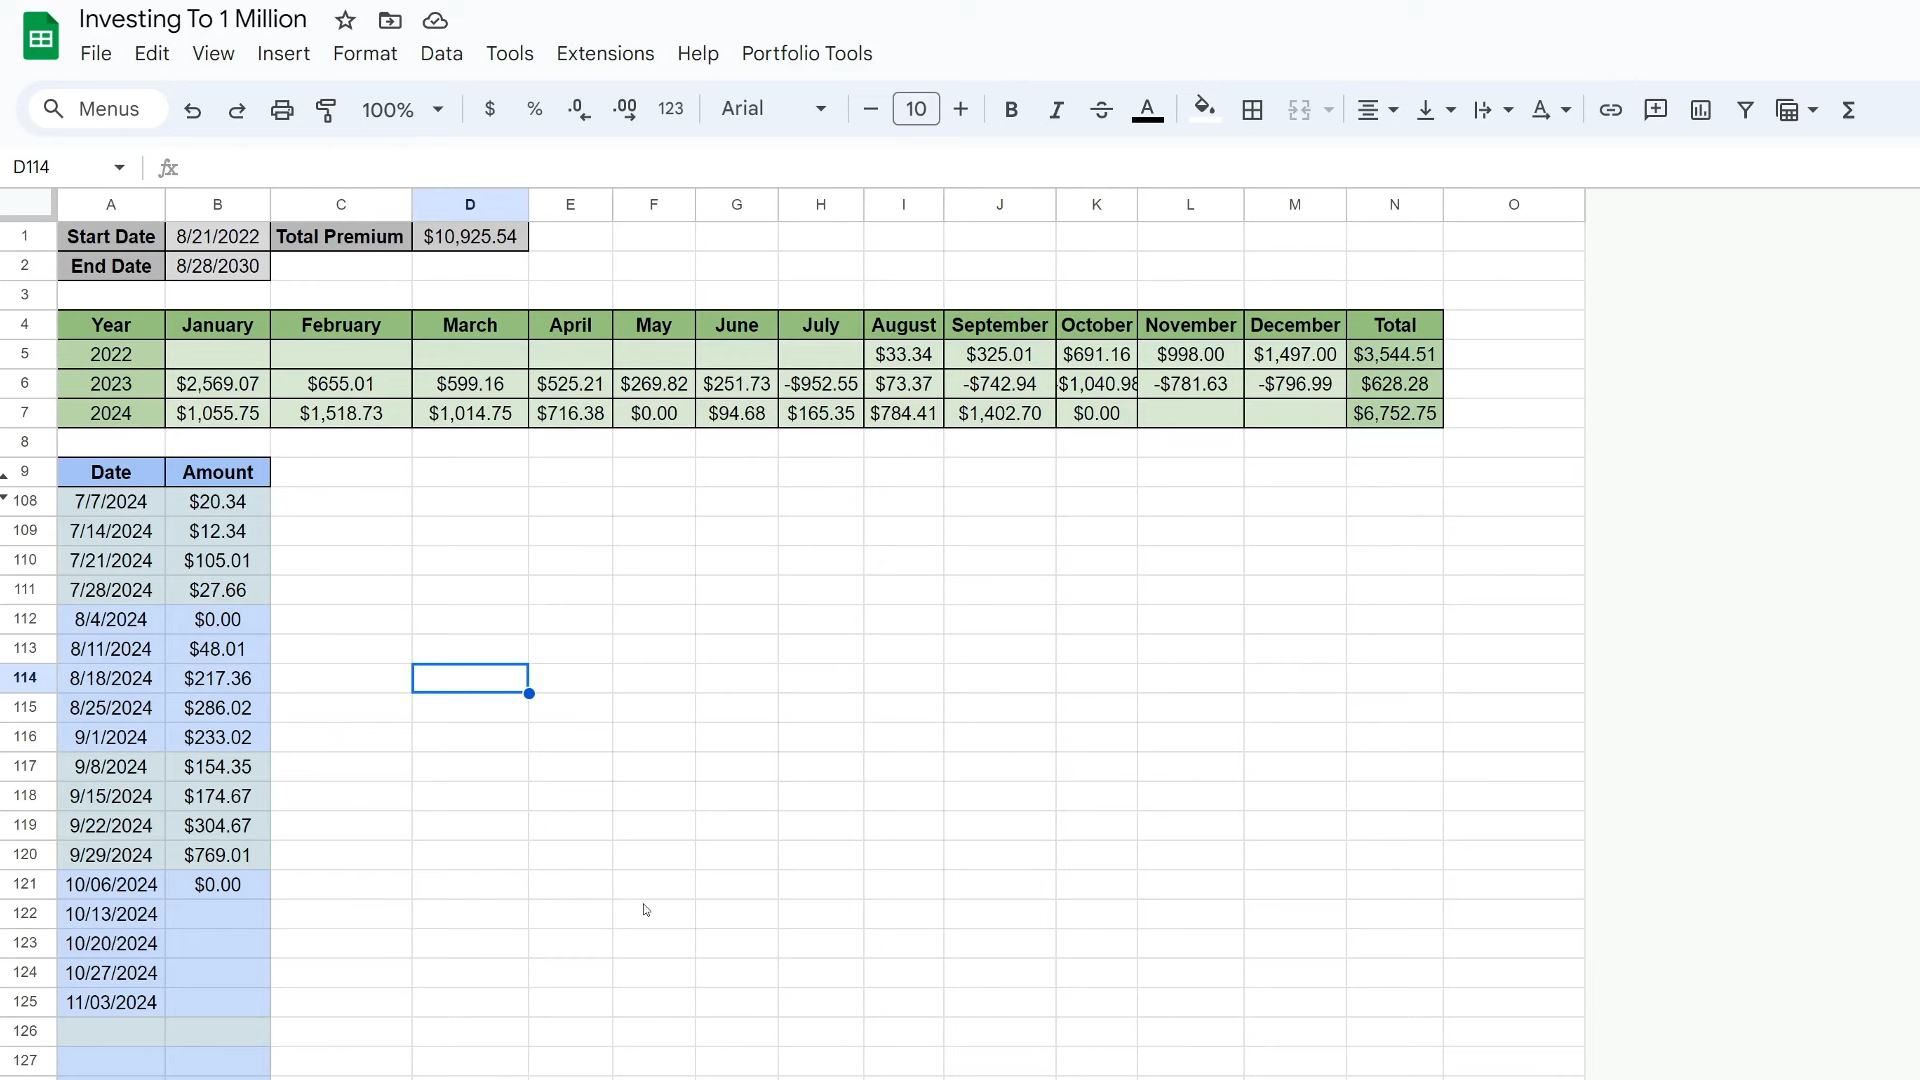 Investing To 1 Million
File Edit View Insert Format Data Tools Extensions Help Portfolio Tools
Menus 100% $ % .0 .00 123 Arial 10 B I A A Σ
D114 fx
A B C D E F G H I J K L M N O
1 Start Date 8/21/2022 Total Premium $10,925.54
2 End Date 8/28/2030
3
4 Year January February March April May June July August September October November December Total
5 2022 $33.34 $325.01 $691.16 $998.00 $1,497.00 $3,544.51
6 2023 $2,569.07 $655.01 $599.16 $525.21 $269.82 $251.73 -$952.55 $73.37 -$742.94 -$1,040.98 -$781.63 -$796.99 $628.28
7 2024 $1,055.75 $1,518.73 $1,014.75 $716.38 $0.00 $94.68 $165.35 $784.41 $1,402.70 $0.00 $6,752.75
8
9 Date Amount
108 7/7/2024 $20.34
109 7/14/2024 $12.34
110 7/21/2024 $105.01
111 7/28/2024 $27.66
112 8/4/2024 $0.00
113 8/11/2024 $48.01
114 8/18/2024 $217.36
115 8/25/2024 $286.02
116 9/1/2024 $233.02
117 9/8/2024 $154.35
118 9/15/2024 $174.67
119 9/22/2024 $304.67
120 9/29/2024 $769.01
121 10/06/2024 $0.00
122 10/13/2024
123 10/20/2024
124 10/27/2024
125 11/03/2024
126
127